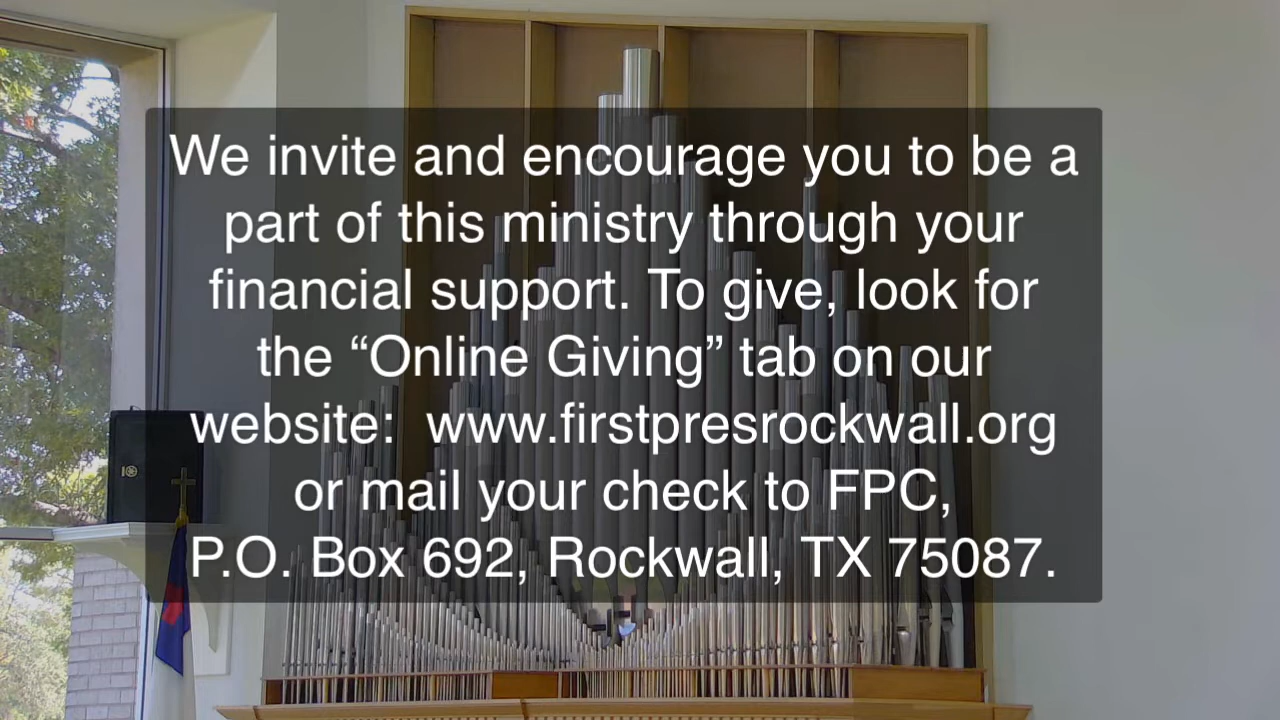 We invite and encourage you to be a
part of this ministry through your
financial support. To give, look for
the “Online Giving” tab on our
website: www.firstpresrockwall.org
or mail your check to FPC,
P.O. Box 692, Rockwall, TX 75087.